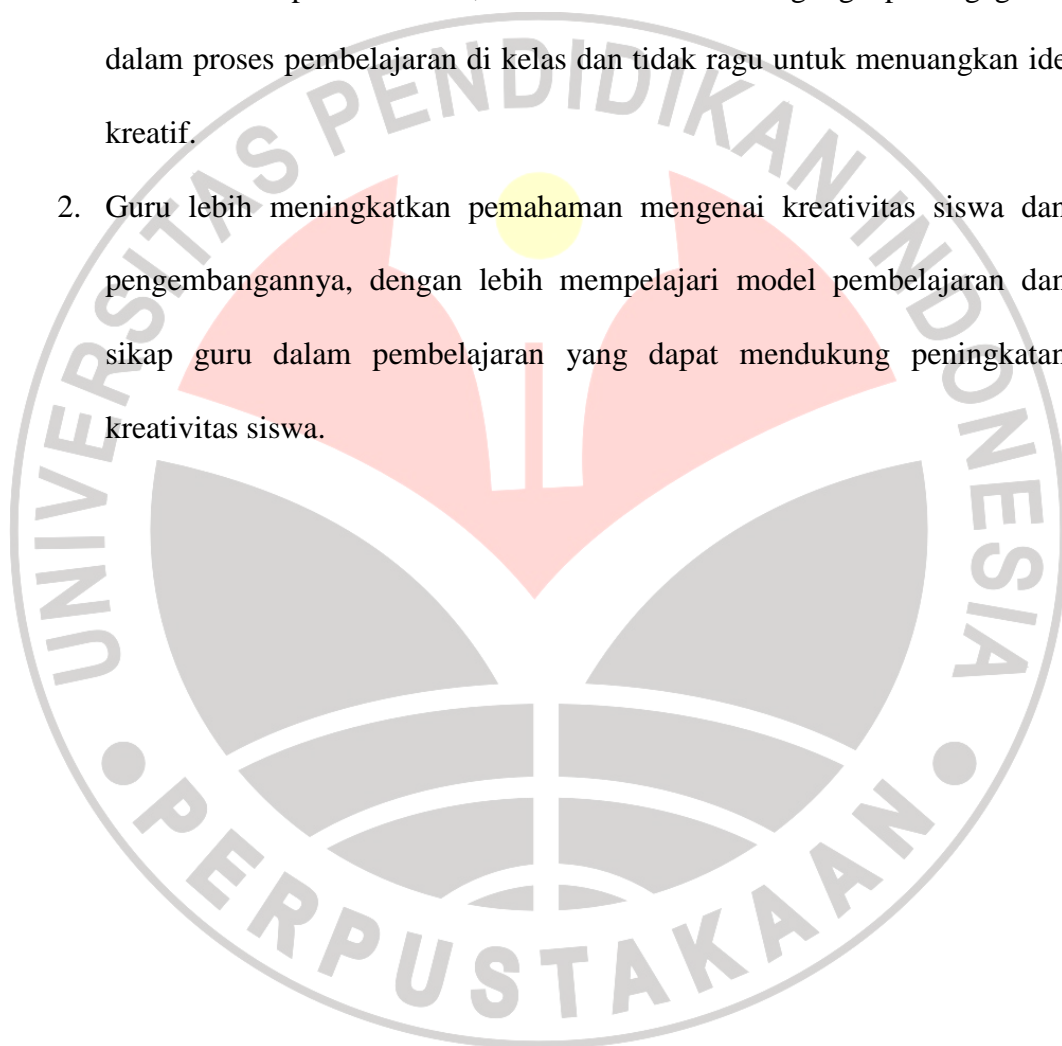 dalam proses pembelajaran di kelas dan tidak ragu untuk menuangkan ide
kreatif.
2. Guru lebih meningkatkan pemahaman mengenai kreativitas siswa dan
pengembangannya, dengan lebih mempelajari model pembelajaran dan
sikap guru dalam pembelajaran yang dapat mendukung peningkatan
kreativitas siswa.
UNIVERSITAS PENDIDIKAN INDONESIA
PERPUSTAKAAN